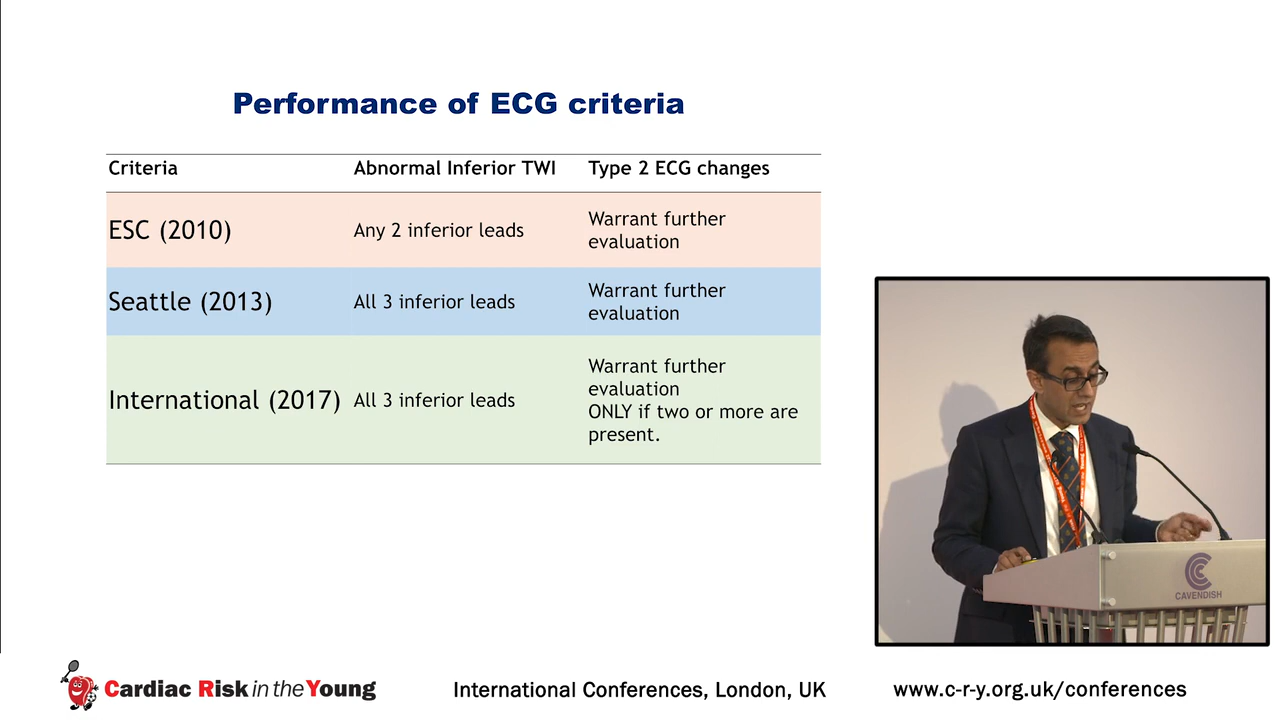 Performance of ECG criteria
Criteria Abnormal Inferior TWI Type 2 ECG changes
ESC (2010) Any 2 inferior leads Warrant further
evaluation
Seattle (2013) All 3 inferior leads Warrant further
evaluation
International (2017) All 3 inferior leads Warrant further
evaluation
ONLY if two or more are
present.
CAVENDISH
Cardiac Risk in the Young
International Conferences, London, UK
www.c-r-y.org.uk/conferences